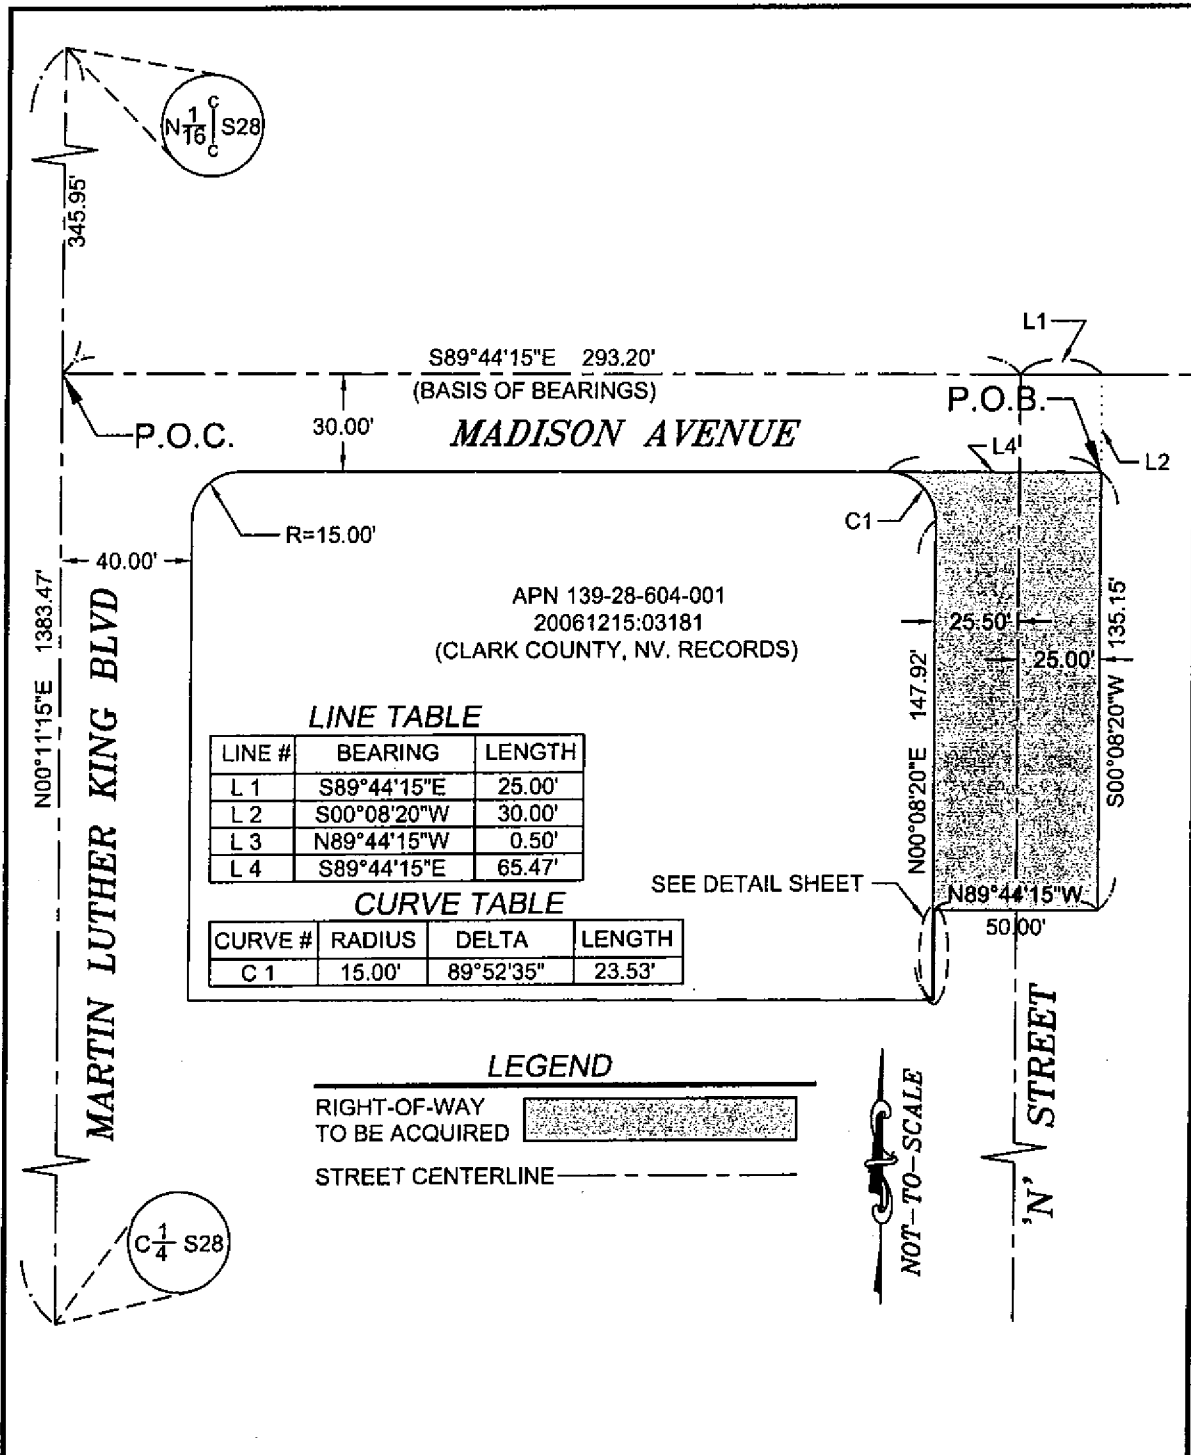 N 1/16 C C S28
345.95'
L1
S89°44'15"E 293.20'
(BASIS OF BEARINGS)
P.O.B.
P.O.C.
30.00'
MADISON AVENUE
L4
L2
C1
R=15.00'
40.00'
APN 139-28-604-001
20061215:03181
(CLARK COUNTY, NV. RECORDS)
25.50'
25.00'
135.15'
S00°08'20"W
N00°08'20"E 147.92'
N00°11'15"E 1383.47'
MARTIN LUTHER KING BLVD
LINE TABLE
LINE # BEARING LENGTH
L 1 S89°44'15"E 25.00'
L 2 S00°08'20"W 30.00'
L 3 N89°44'15"W 0.50'
L 4 S89°44'15"E 65.47'
SEE DETAIL SHEET
N89°44'15"W
50.00'
CURVE TABLE
CURVE # RADIUS DELTA LENGTH
C 1 15.00' 89°52'35" 23.53'
LEGEND
RIGHT-OF-WAY
TO BE ACQUIRED
STREET CENTERLINE
NOT-TO-SCALE
'N' STREET
C 1/4 S28